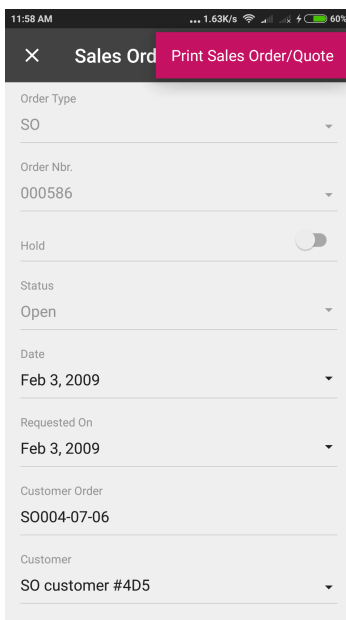 11:58 AM ... 1.63K/s 60%
Sales Ord Print Sales Order/Quote
Order Type
SO
Order Nbr.
000586
Hold
Status
Open
Date
Feb 3, 2009
Requested On
Feb 3, 2009
Customer Order
SO004-07-06
Customer
SO customer #4D5